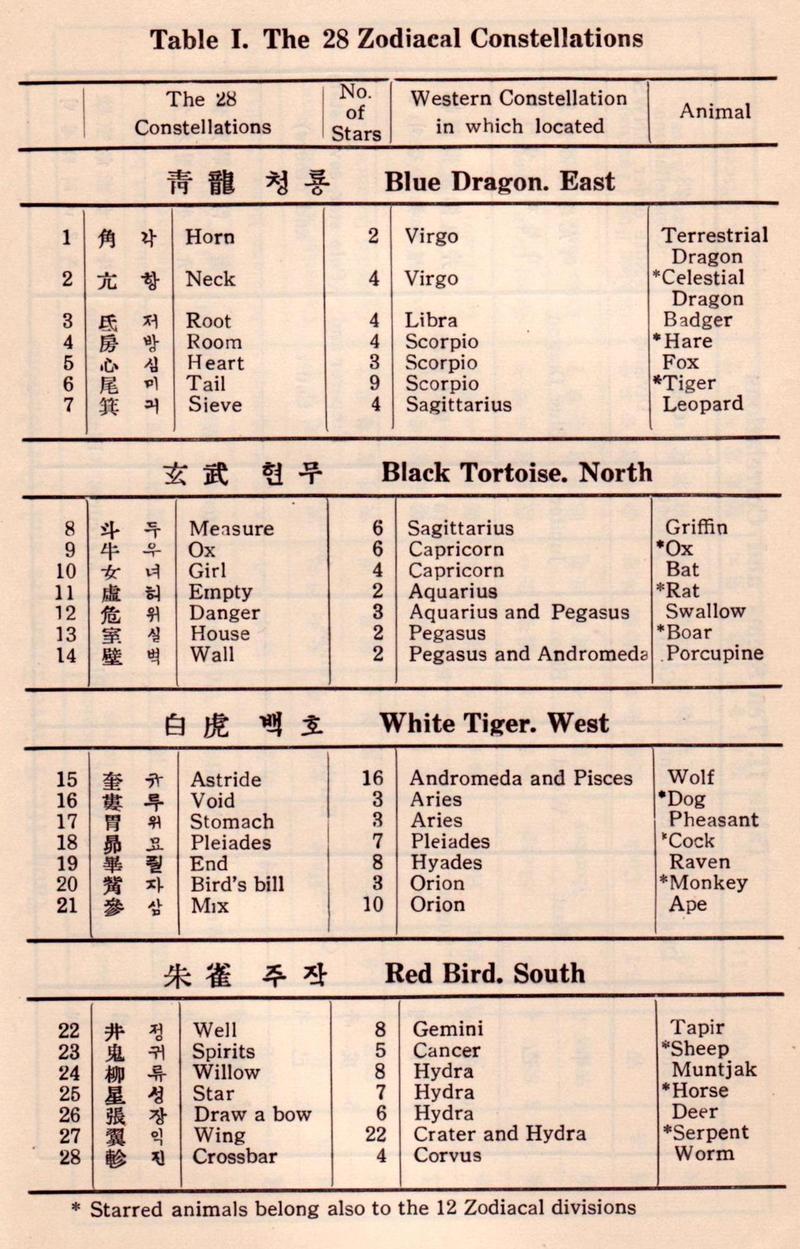 Table I. The 28 Zodiacal Constellations
The 28 Constellations No. of Stars Western Constellation in which located Animal
靑龍 청룡 Blue Dragon. East
1 角 각 Horn 2 Virgo Terrestrial Dragon
2 亢 항 Neck 4 Virgo *Celestial Dragon
3 氐 저 Root 4 Libra Badger
4 房 방 Room 4 Scorpio *Hare
5 心 심 Heart 3 Scorpio Fox
6 尾 미 Tail 9 Scorpio *Tiger
7 箕 긔 Sieve 4 Sagittarius Leopard
玄武 현무 Black Tortoise. North
8 斗 두 Measure 6 Sagittarius Griffin
9 牛 우 Ox 6 Capricorn *Ox
10 女 녀 Girl 4 Capricorn Bat
11 虛 허 Empty 2 Aquarius *Rat
12 危 위 Danger 3 Aquarius and Pegasus Swallow
13 室 실 House 2 Pegasus *Boar
14 壁 벽 Wall 2 Pegasus and Andromeda Porcupine
白虎 백호 White Tiger. West
15 奎 규 Astride 16 Andromeda and Pisces Wolf
16 婁 루 Void 3 Aries *Dog
17 胃 위 Stomach 3 Aries Pheasant
18 昴 묘 Pleiades 7 Pleiades *Cock
19 畢 필 End 8 Hyades Raven
20 觜 자 Bird's bill 3 Orion *Monkey
21 參 삼 Mix 10 Orion Ape
朱雀 주작 Red Bird. South
22 井 정 Well 8 Gemini Tapir
23 鬼 귀 Spirits 5 Cancer *Sheep
24 柳 류 Willow 8 Hydra Muntjak
25 星 성 Star 7 Hydra *Horse
26 張 장 Draw a bow 6 Hydra Deer
27 翼 익 Wing 22 Crater and Hydra *Serpent
28 軫 진 Crossbar 4 Corvus Worm
* Starred animals belong also to the 12 Zodiacal divisions